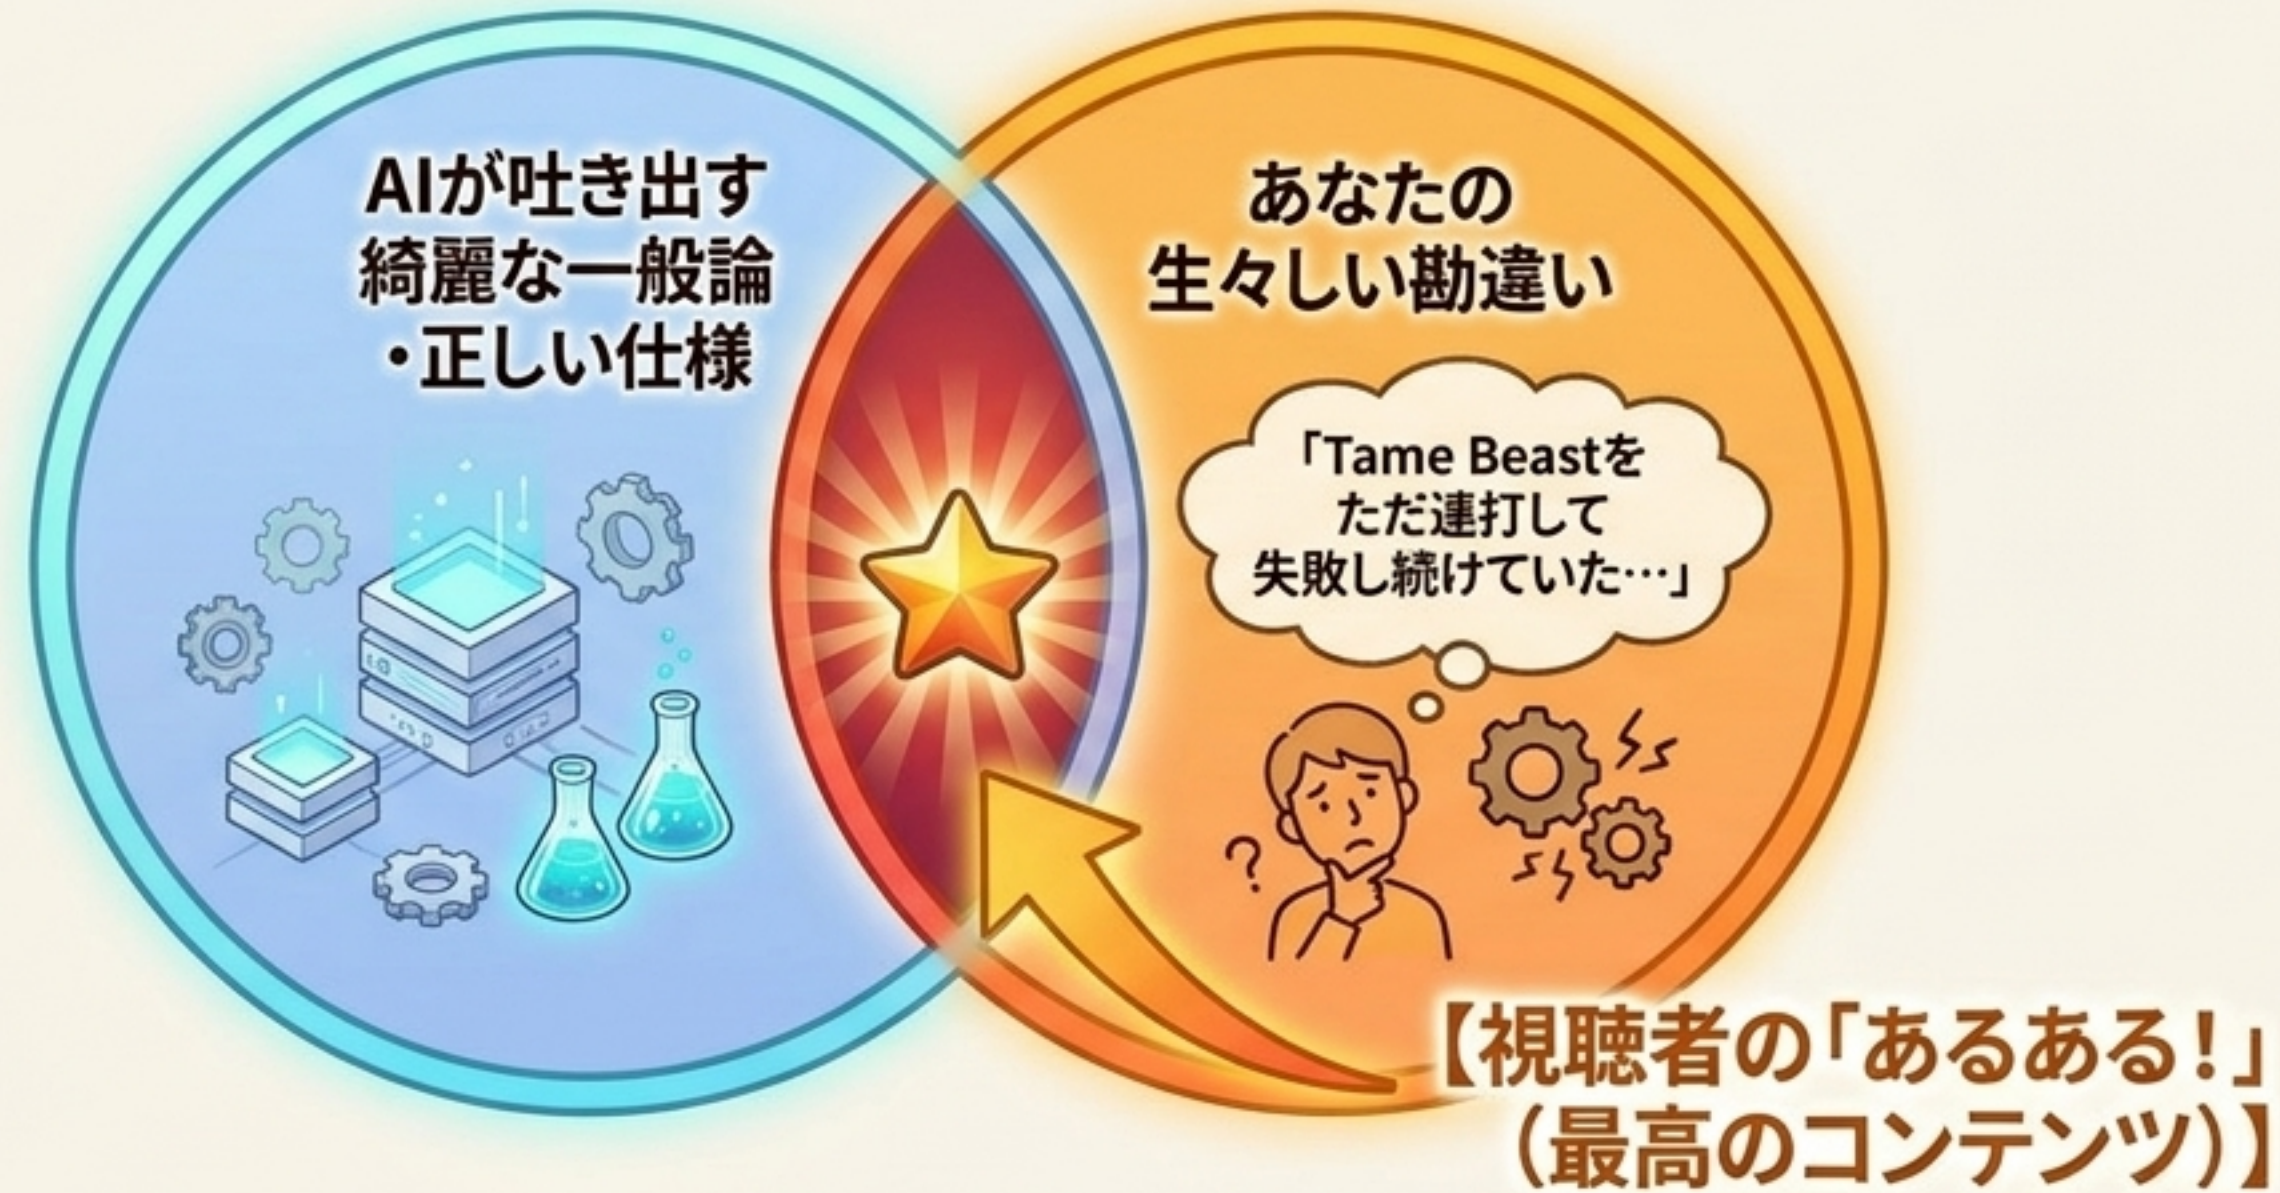 AIが吐き出す
綺麗な一般論
・正しい仕様
あなたの
生々しい勘違い
「Tame Beastを
ただ連打して
失敗し続けていた…」
?
【視聴者の「あるある!」
(最高のコンテンツ)】